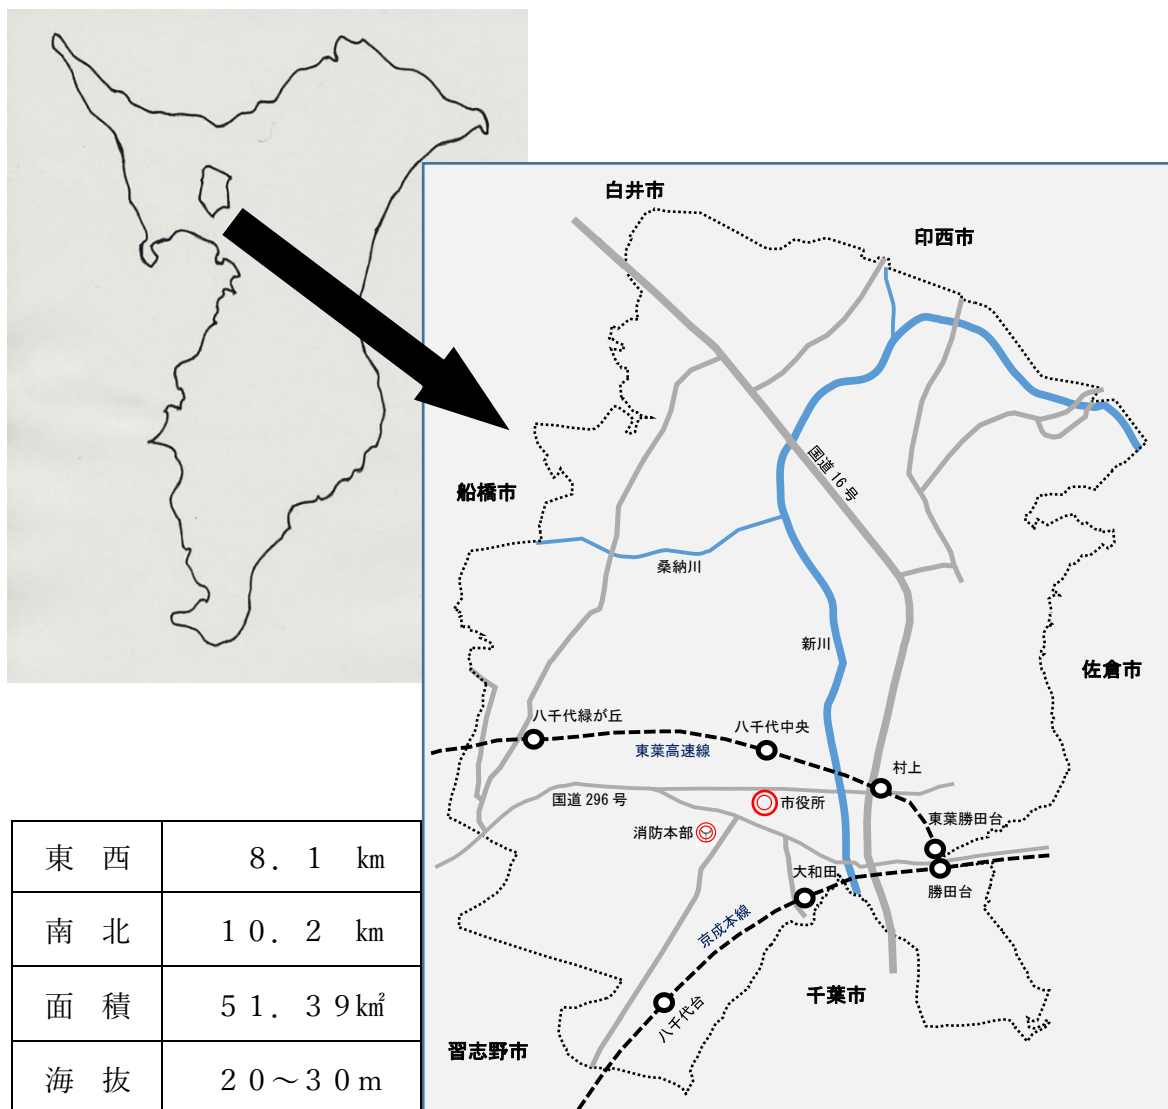 白井市
印西市
船橋市
国道16号
桑納川
新川
佐倉市
八千代緑が丘
八千代中央
東葉高速線
村上
国道296号
市役所
東葉勝田台
消防本部
大和田
勝田台
京成本線
八千代台
千葉市
習志野市
東　西　８．１　㎞
南　北　１０．２　㎞
面　積　５１．３９㎢
海　抜　２０～３０ｍ